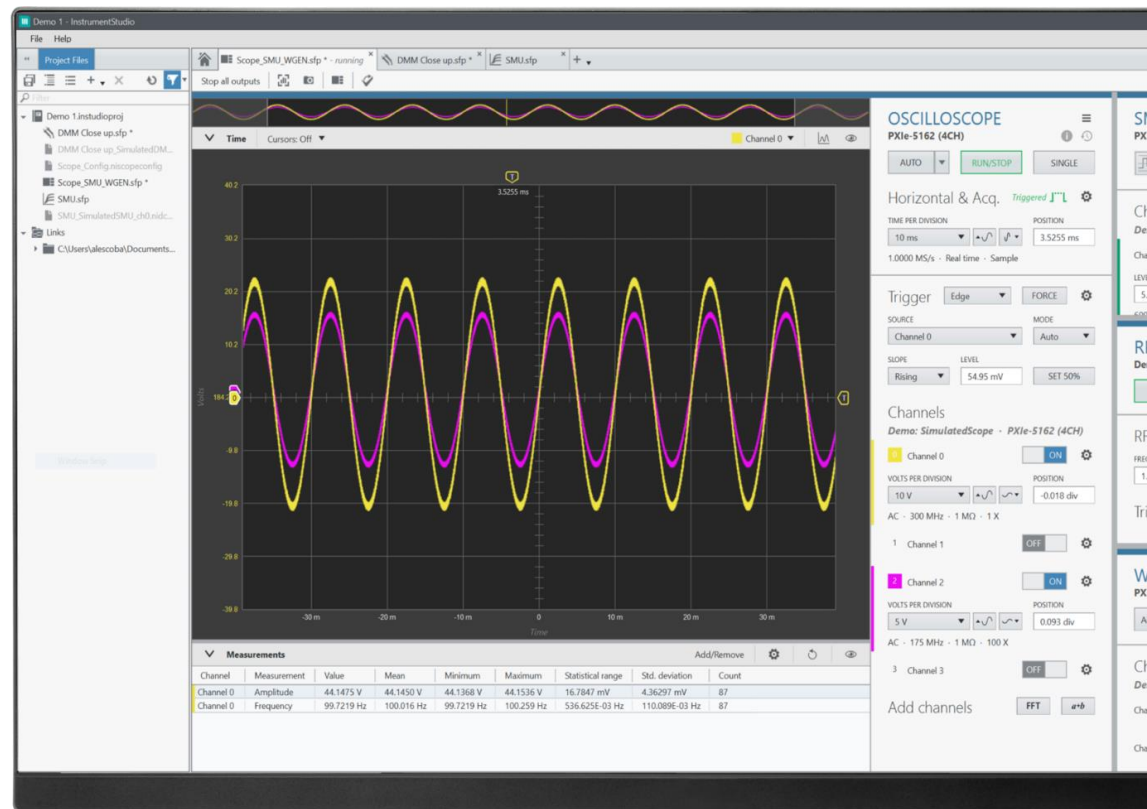 Demo 1 - InstrumentStudio
File Help
Project Files
Filter
Demo 1.instudioproj
DMM Close up.sfp *
DMM Close up_SimulatedDM...
Scope_Config.niscopeconfig
Scope_SMU_WGEN.sfp *
SMU.sfp
SMU_SimulatedSMU_ch0.nidc...
Links
C:\Users\alescoba\Documents...
Scope_SMU_WGEN.sfp * - running
DMM Close up.sfp *
SMU.sfp
Stop all outputs
Time Cursors: Off Channel 0
3.5255 ms
40.2
30.2
20.2
10.2
-9.8
-19.8
-29.8
-39.8
Volts
-30 m -20 m -10 m 0 10 m 20 m 30 m
Time
Measurements Add/Remove
Channel Measurement Value Mean Minimum Maximum Statistical range Std. deviation Count
Channel 0 Amplitude 44.1475 V 44.1450 V 44.1368 V 44.1536 V 16.7847 mV 4.36297 mV 87
Channel 0 Frequency 99.7219 Hz 100.016 Hz 99.7219 Hz 100.259 Hz 536.625E-03 Hz 110.089E-03 Hz 87
OSCILLOSCOPE
PXIe-5162 (4CH)
AUTO RUN/STOP SINGLE
Horizontal & Acq. Triggered
TIME PER DIVISION POSITION
10 ms 3.5255 ms
1.0000 MS/s - Real time - Sample
Trigger Edge FORCE
SOURCE MODE
Channel 0 Auto
SLOPE LEVEL
Rising 54.95 mV SET 50%
Channels
Demo: SimulatedScope - PXIe-5162 (4CH)
0 Channel 0 ON
VOLTS PER DIVISION POSITION
10 V -0.018 div
AC - 300 MHz - 1 MΩ - 1 X
1 Channel 1 OFF
2 Channel 2 ON
VOLTS PER DIVISION POSITION
5 V 0.093 div
AC - 175 MHz - 1 MΩ - 100 X
3 Channel 3 OFF
Add channels FFT a+b